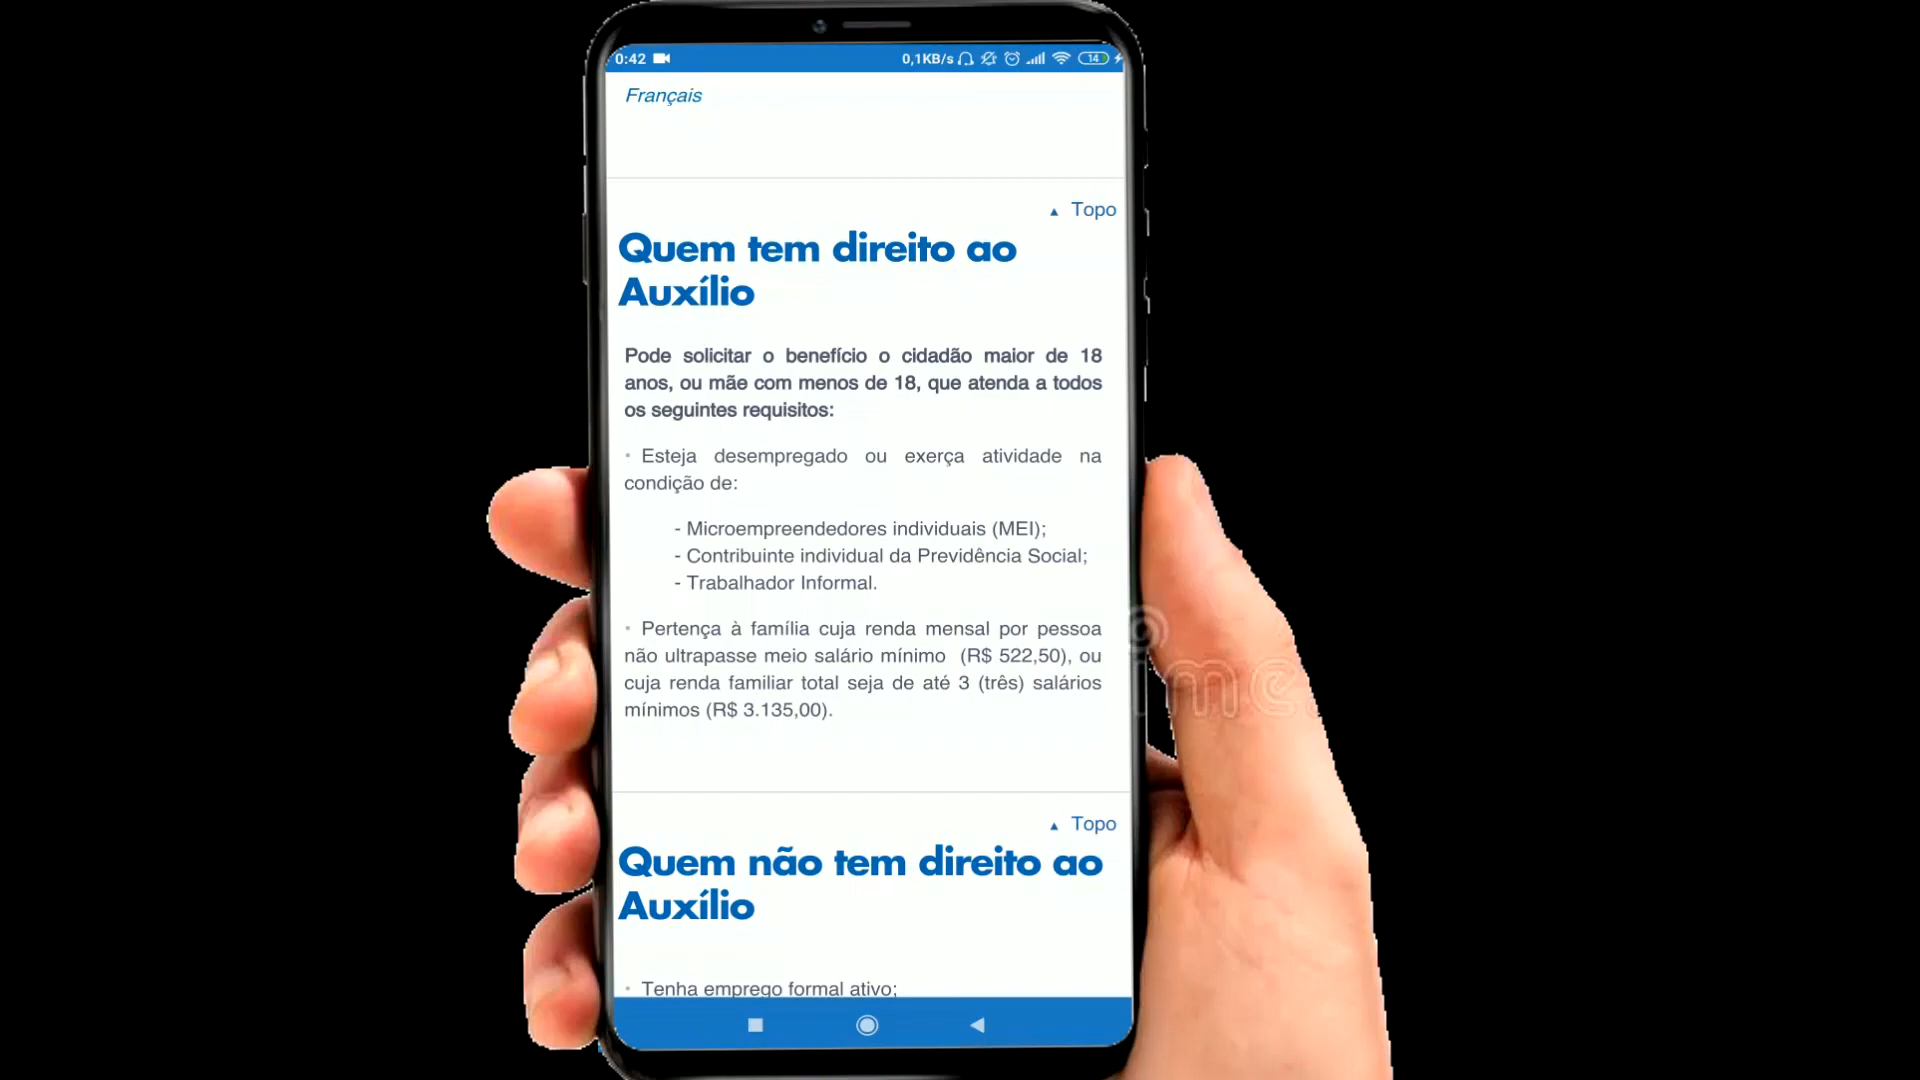 0:42 0,1KB/s 14
Français
▲ Topo
Quem tem direito ao
Auxílio
Pode solicitar o benefício o cidadão maior de 18
anos, ou mãe com menos de 18, que atenda a todos
os seguintes requisitos:
• Esteja desempregado ou exerça atividade na
condição de:
- Microempreendedores individuais (MEI);
- Contribuinte individual da Previdência Social;
- Trabalhador Informal.
• Pertença à família cuja renda mensal por pessoa
não ultrapasse meio salário mínimo (R$ 522,50), ou
cuja renda familiar total seja de até 3 (três) salários
mínimos (R$ 3.135,00).
▲ Topo
Quem não tem direito ao
Auxílio
• Tenha emprego formal ativo;